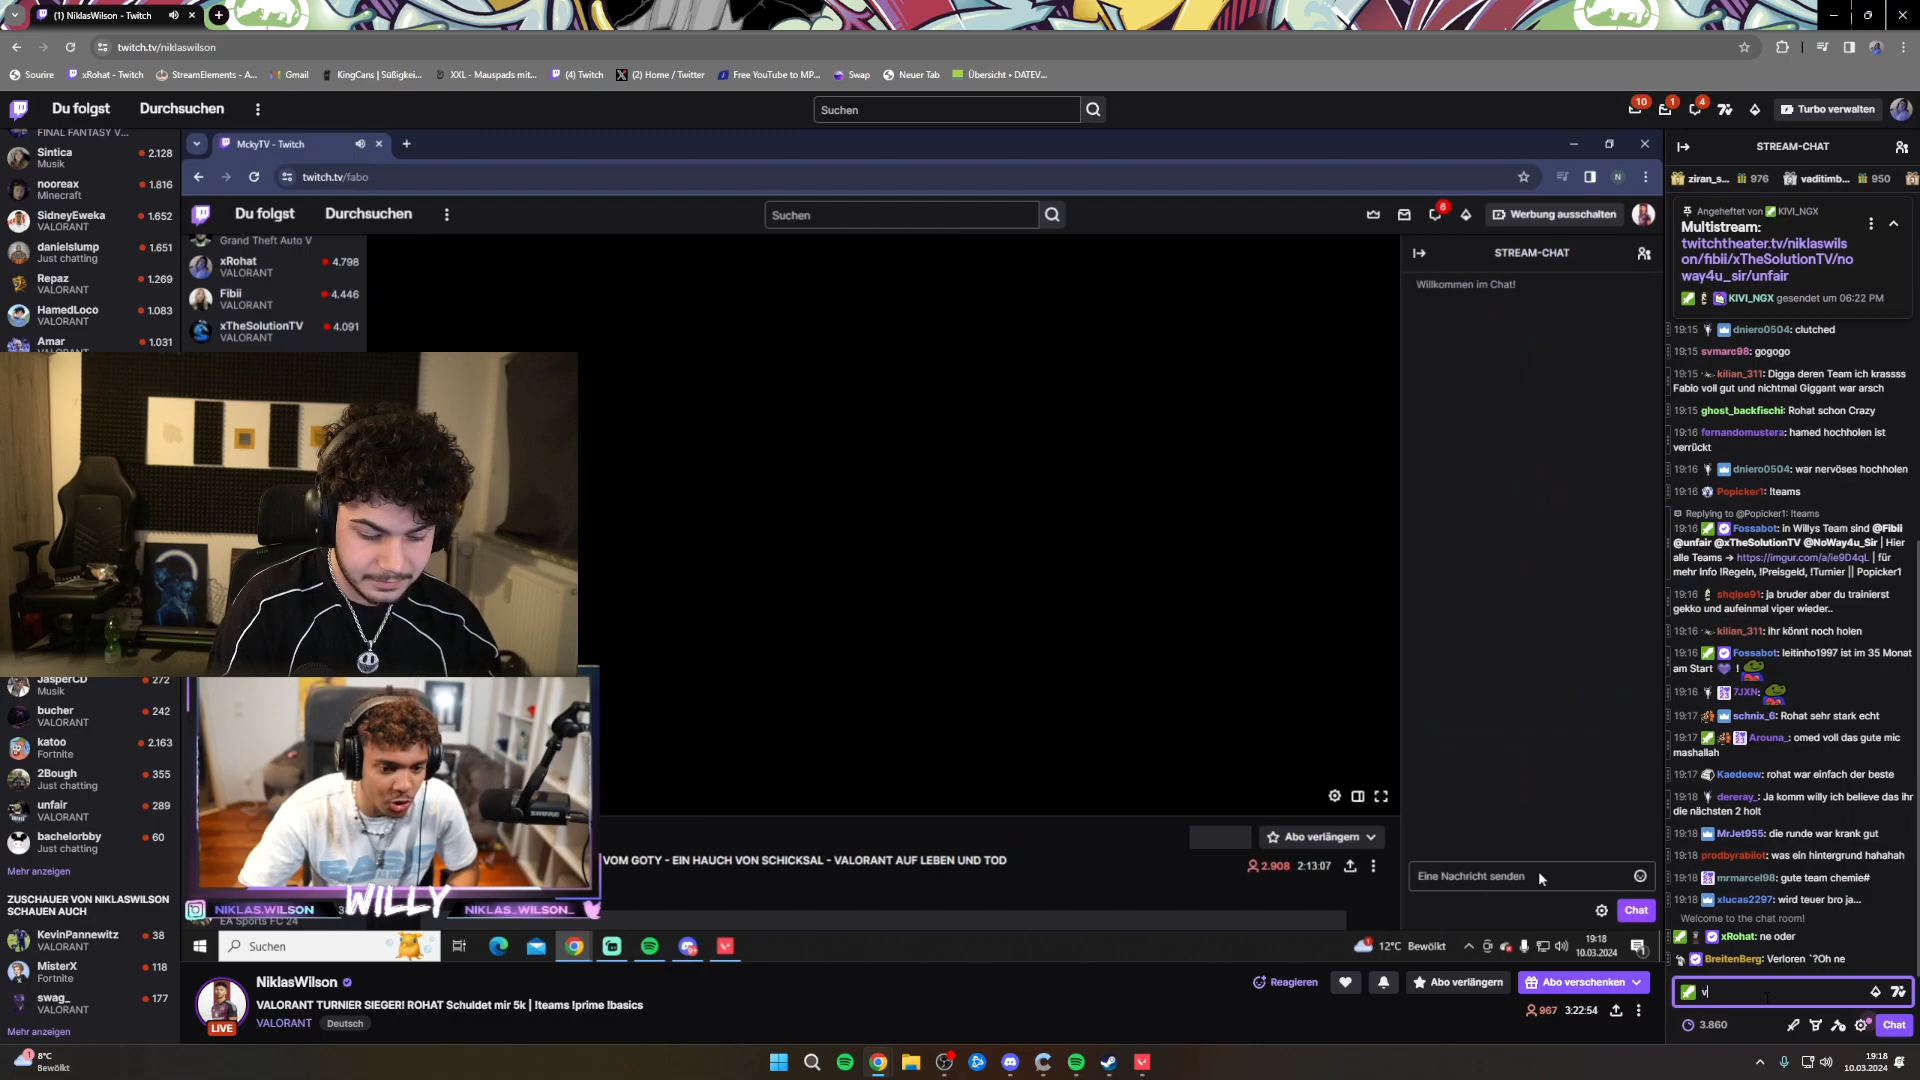 (1) NiklasWilson - Twitch
twitch.tv/niklaswilson
Sourire
xRohat - Twitch
StreamElements - A...
Gmail
KingCans | Süßigkei...
XXL - Mauspads mit...
(4) Twitch
(2) Home / Twitter
Free YouTube to MP...
Swap
Neuer Tab
Übersicht • DATEV...
Du folgst
Durchsuchen
Suchen
10
1
4
Turbo verwalten
FINAL FANTASY V...
Sintica
2.128
Musik
nooreax
1.816
Minecraft
SidneyEweka
1.652
VALORANT
danielslump
1.651
Just chatting
Repaz
1.269
VALORANT
HamedLoco
1.083
VALORANT
Amar
1.031
JasperCD
272
Musik
bucher
242
VALORANT
katoo
2.163
Fortnite
2Bough
355
Just chatting
unfair
289
VALORANT
bachelorbby
60
Just chatting
Mehr anzeigen
ZUSCHAUER VON NIKLASWILSON
SCHAUEN AUCH
KevinPannewitz
38
VALORANT
MisterX
118
Fortnite
swag_
177
VALORANT
Mehr anzeigen
MckyTV - Twitch
twitch.tv/fabo
Du folgst
Durchsuchen
Suchen
6
Werbung ausschalten
Grand Theft Auto V
xRohat
4.798
VALORANT
Fibii
4.446
VALORANT
xTheSolutionTV
4.091
VALORANT
STREAM-CHAT
Willkommen im Chat!
Abo verlängern
VOM GOTY - EIN HAUCH VON SCHICKSAL - VALORANT AUF LEBEN UND TOD
2.908
2:13:07
Eine Nachricht senden
Chat
SHURE
WILLY
NIKLAS.WILSON
NIKLAS_WILSON_
EA Sports FC 24
Suchen
12°C Bewölkt
19:18
10.03.2024
1
LIVE
NiklasWilson
VALORANT TURNIER SIEGER! ROHAT Schuldet mir 5k | !teams !prime !basics
VALORANT
Deutsch
Reagieren
Abo verlängern
Abo verschenken
967
3:22:54
STREAM-CHAT
ziran_s...
976
vaditimb...
950
Angeheftet von KIVI_NGX
Multistream:
twitchtheater.tv/niklaswils
on/fibii/xTheSolutionTV/no
way4u_sir/unfair
KIVI_NGX gesendet um 06:22 PM
19:15 dniero0504: clutched
19:15 svmarc98: gogogo
19:15 kilian_311: Digga deren Team ich krassss
Fabio voll gut und nichtmal Giggant war arsch
19:15 ghost_backfischi: Rohat schon Crazy
19:16 fernandomustera: hamed hochholen ist
verrückt
19:16 dniero0504: war nervöses hochholen
19:16 Popicker1: !teams
Replying to @Popicker1: !teams
19:16 Fossabot: in Willys Team sind @Fibii
@unfair @xTheSolutionTV @NoWay4u_Sir | Hier
alle Teams → https://imgur.com/a/ie9D4qL | für
mehr Info !Regeln, !Preisgeld, !Turnier || Popicker1
19:16 shqipe91: ja bruder aber du trainierst
gekko und aufeinmal viper wieder..
19:16 kilian_311: ihr könnt noch holen
19:16 Fossabot: leitinho1997 ist im 35 Monat
am Start !
19:16 7JXN:
19:17 schnix_6: Rohat sehr stark echt
19:17 Arouna_: omed voll das gute mic
mashallah
19:17 Kaedeew: rohat war einfach der beste
19:18 dereray_: Ja komm willy ich believe das ihr
die nächsten 2 holt
19:18 MrJet955: die runde war krank gut
19:18 prodbyrabiiot: was ein hintergrund hahahah
19:18 mrmarcel98: gute team chemie#
19:18 xlucas2297: wird teuer bro ja...
Welcome to the chat room!
xRohat: ne oder
BreitenBerg: Verloren `?Oh ne
v
3.860
Chat
8°C
Bewölkt
19:18
10.03.2024